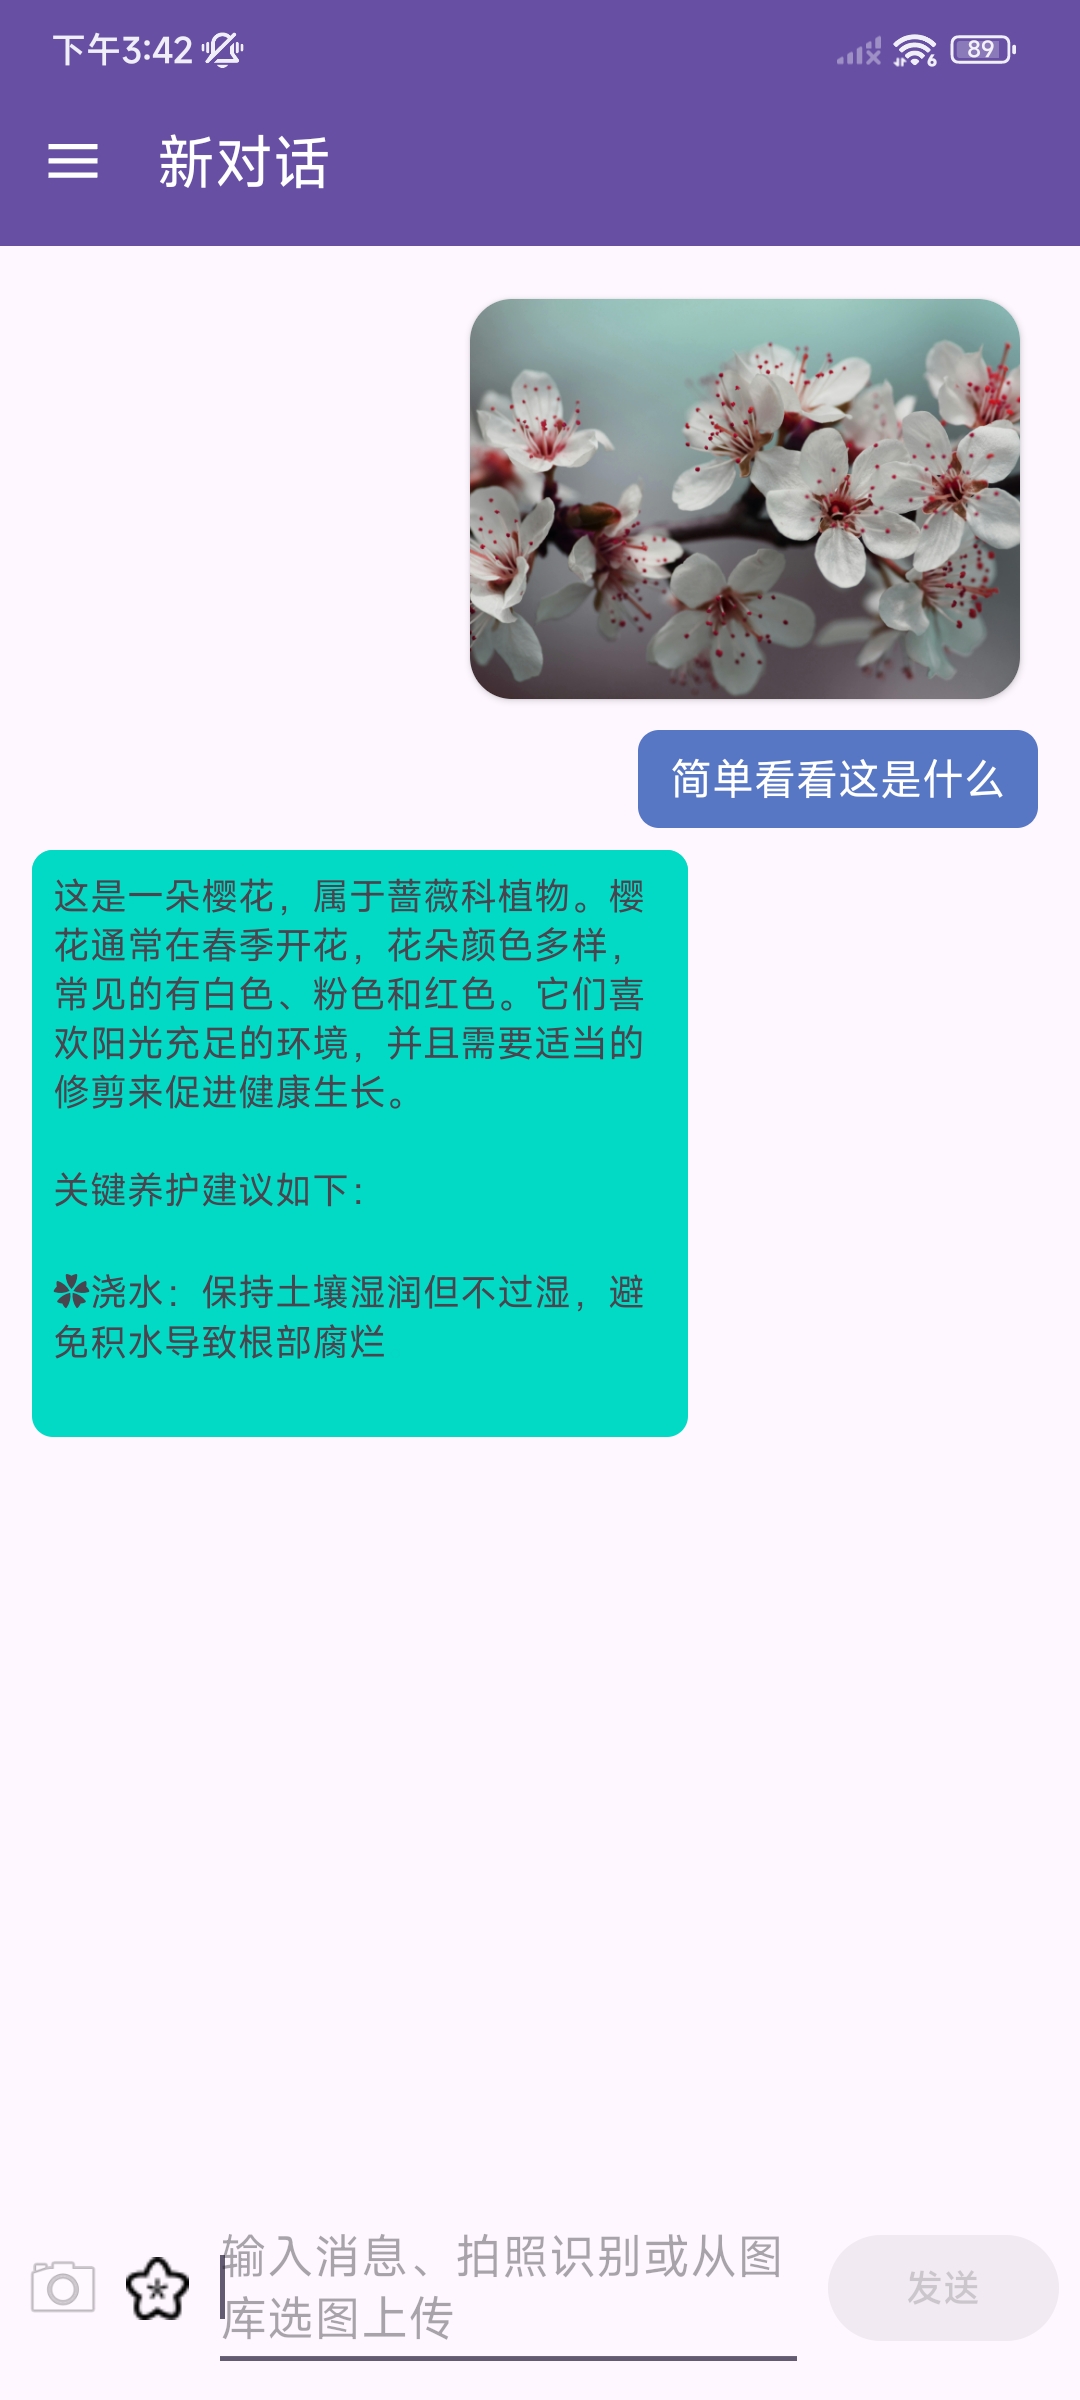 下午3:42
6
89
新对话
简单看看这是什么
这是一朵樱花，属于蔷薇科植物。樱
花通常在春季开花，花朵颜色多样，
常见的有白色、粉色和红色。它们喜
欢阳光充足的环境，并且需要适当的
修剪来促进健康生长。
关键养护建议如下：
✿浇水：保持土壤湿润但不过湿，避
免积水导致根部腐烂
输入消息、拍照识别或从图
库选图上传
发送